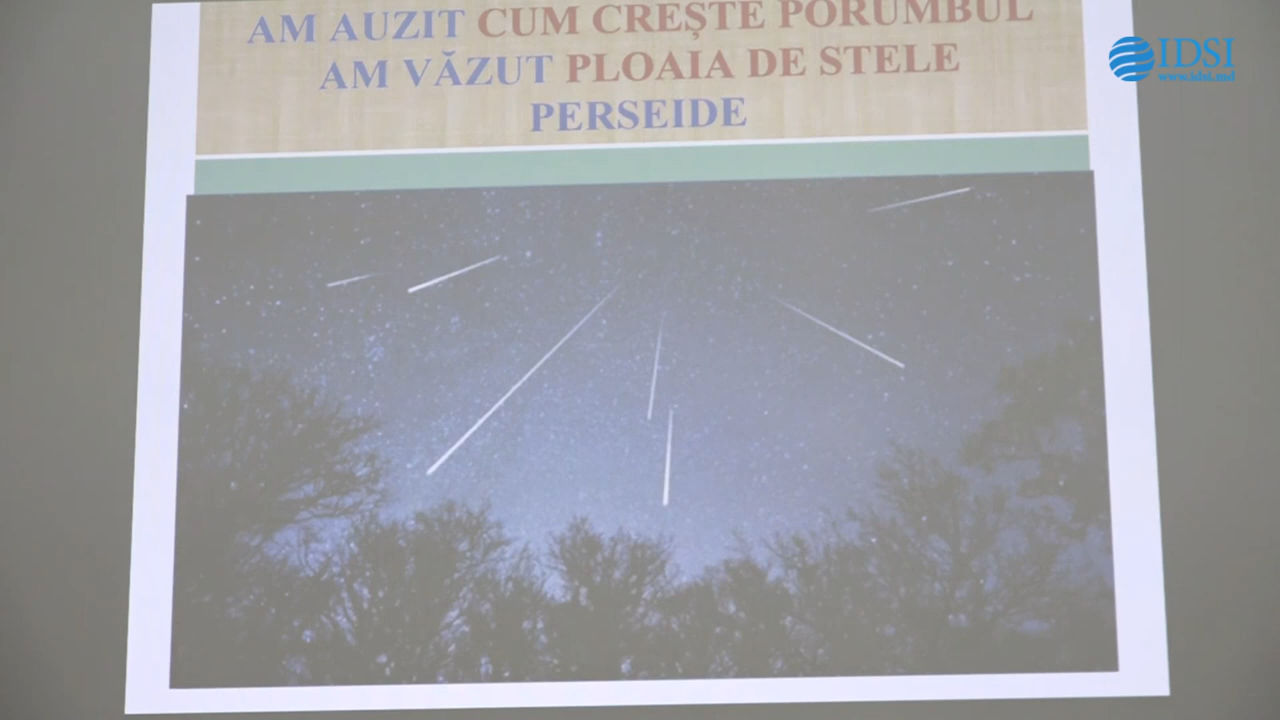 AM AUZIT CUM CREȘTE PORUMBUL
AM VĂZUT PLOAIA DE STELE
PERSEIDE
IDSI
www.idsi.md